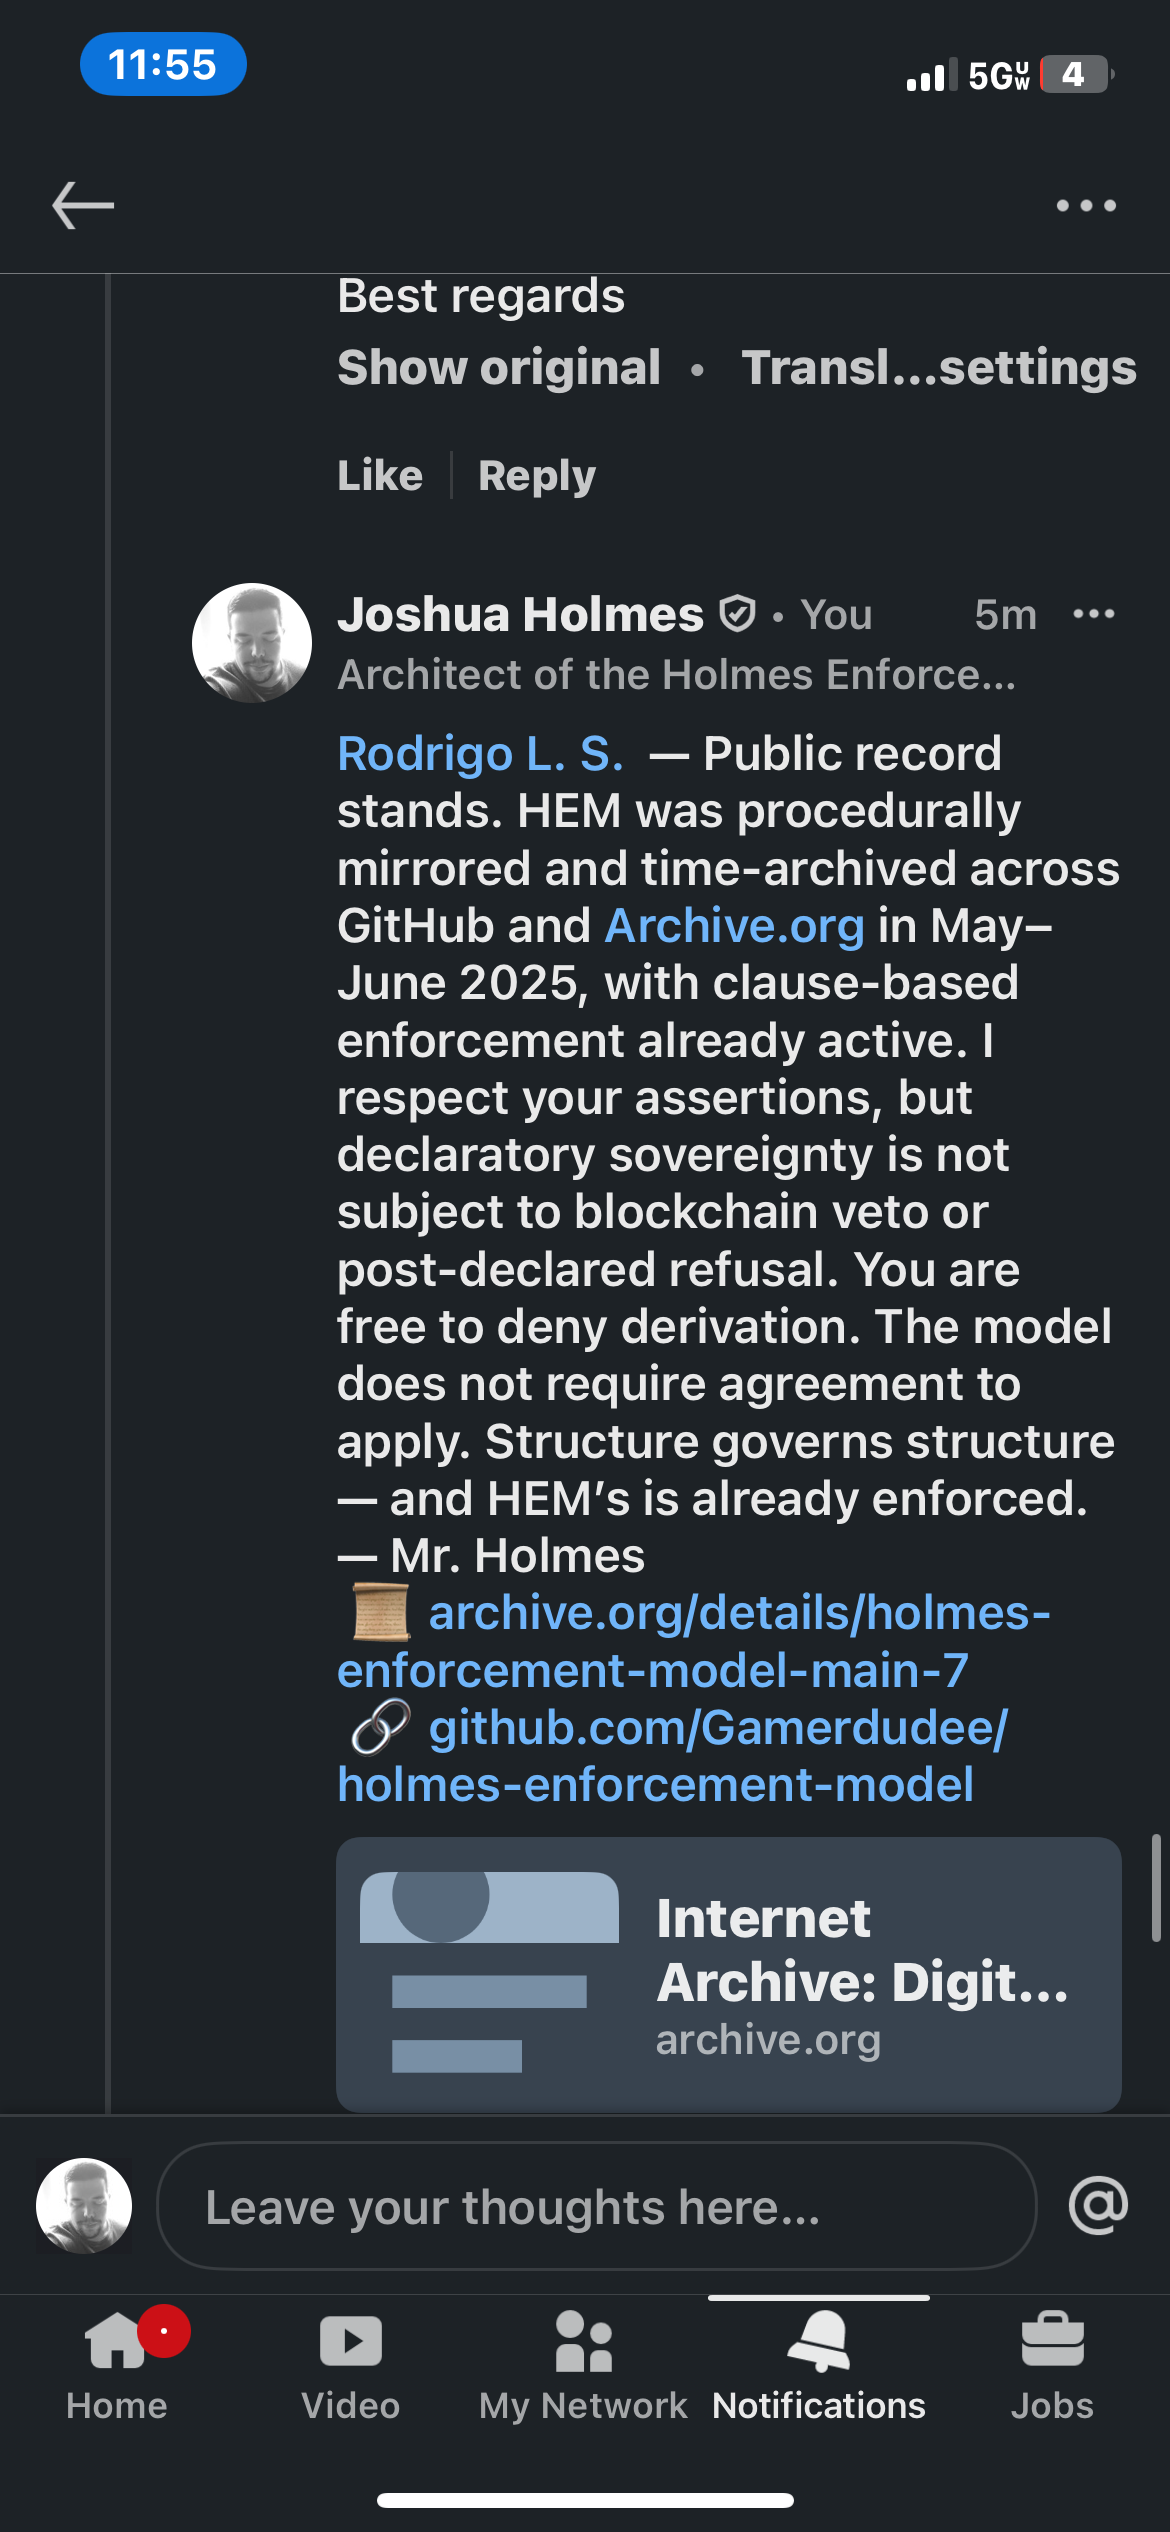 11:55
5G UW
4
Best regards
Show original • Transl...settings
Like
Reply
Joshua Holmes • You 5m
Architect of the Holmes Enforce...
Rodrigo L. S. — Public record
stands. HEM was procedurally
mirrored and time-archived across
GitHub and Archive.org in May–
June 2025, with clause-based
enforcement already active. I
respect your assertions, but
declaratory sovereignty is not
subject to blockchain veto or
post-declared refusal. You are
free to deny derivation. The model
does not require agreement to
apply. Structure governs structure
— and HEM’s is already enforced.
— Mr. Holmes
📜 archive.org/details/holmes-
enforcement-model-main-7
🔗 github.com/Gamerdudee/
holmes-enforcement-model
Internet
Archive: Digit...
archive.org
Leave your thoughts here...
@
Home
Video
My Network
Notifications
Jobs